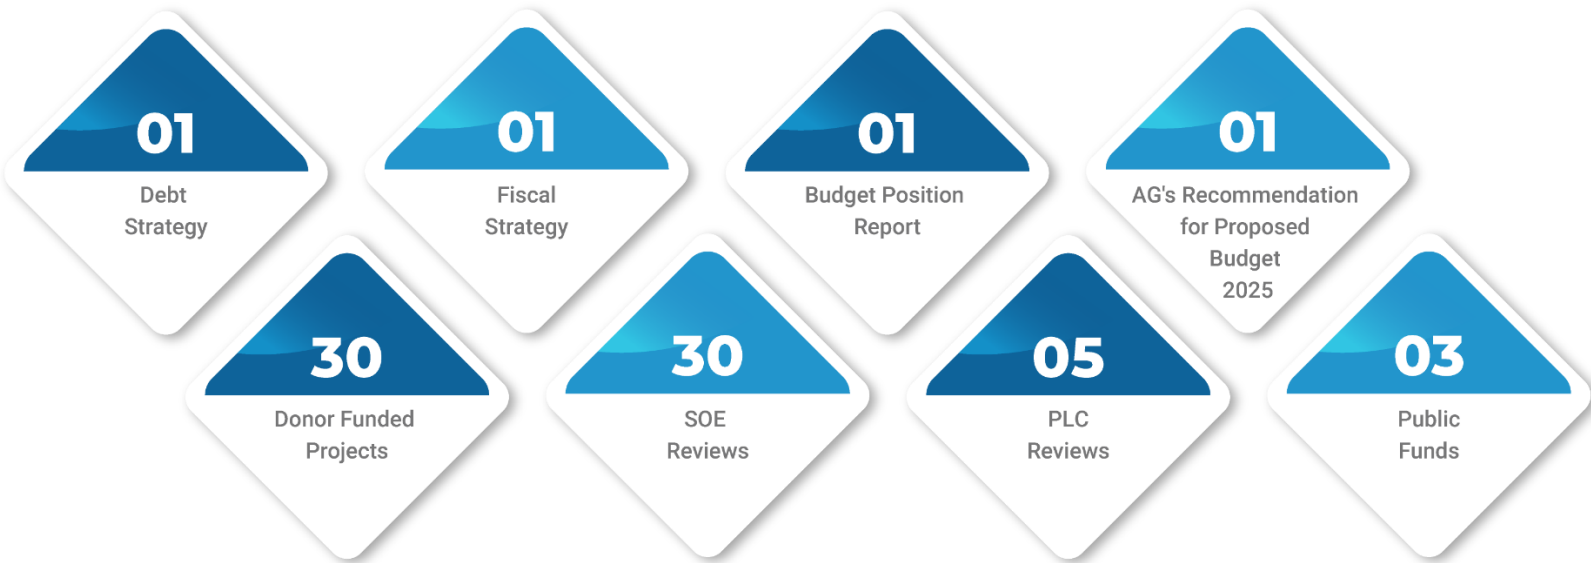 01
Debt
Strategy
01
Fiscal
Strategy
01
Budget Position
Report
01
AG's Recommendation
for Proposed
Budget
2025
30
Donor Funded
Projects
30
SOE
Reviews
05
PLC
Reviews
03
Public
Funds